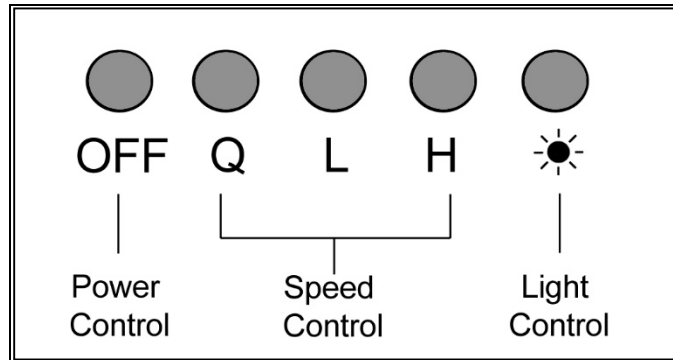 OFF Q L H
Power Control
Speed Control
Light Control